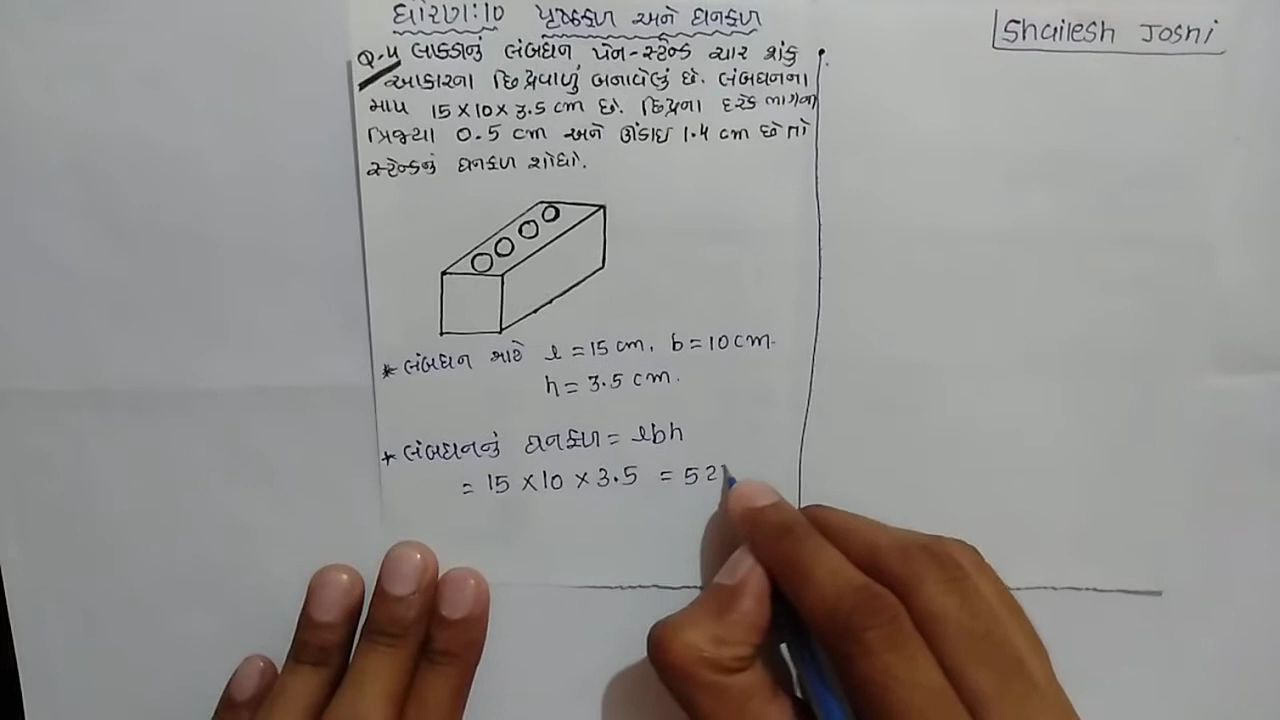 ધોરણ:10 પૃષ્ઠફળ અને ઘનફળ
Shailesh Joshi
Q-4 લાકડાનું લંબઘન પેન-સ્ટેન્ડ ચાર શંકુ
આકારના છિદ્રોવાળું બનાવેલું છે. લંબઘનના
માપ 15 x 10 x 3.5 cm છે. છિદ્રના દરેક ભાગની
ત્રિજ્યા 0.5 cm અને ઊંડાઇ 1.4 cm છે તો
સ્ટેન્ડનું ઘનફળ શોધો.
* લંબઘન માટે l = 15 cm, b = 10 cm.
h = 3.5 cm.
* લંબઘનનું ઘનફળ = lbh
= 15 x 10 x 3.5 = 52